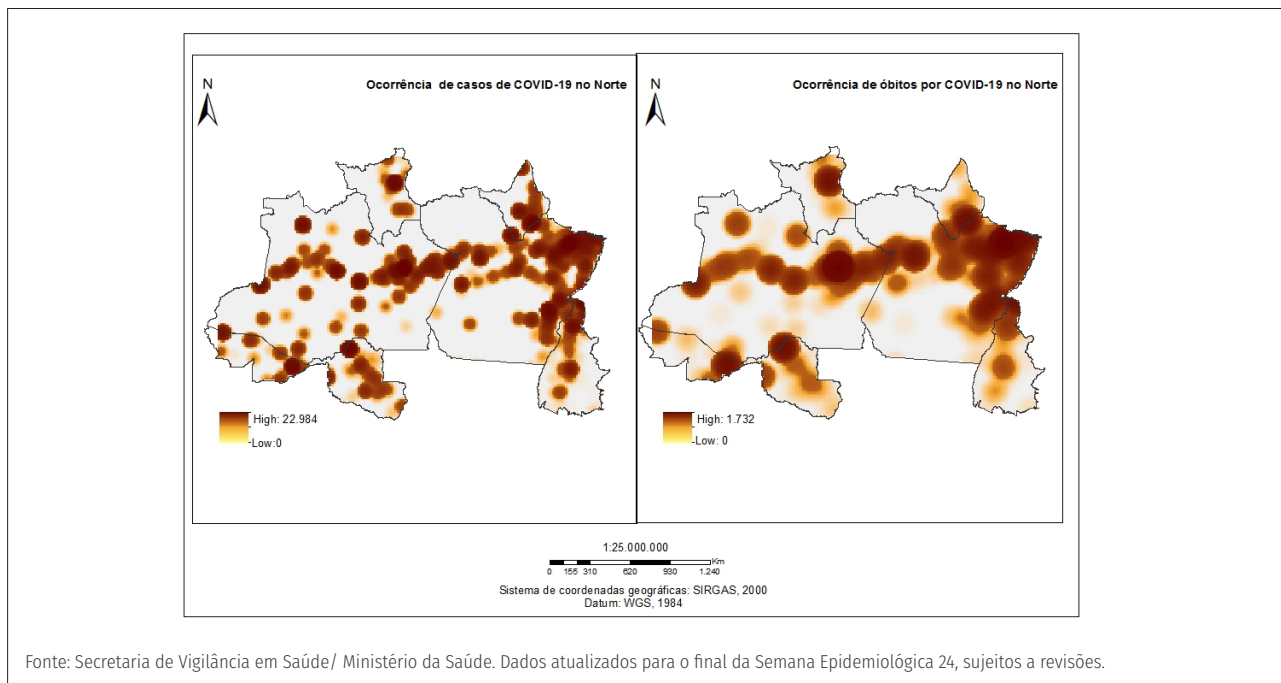 N
Ocorrência de casos de COVID-19 no Norte
High: 22.984
Low:0
N
Ocorrência de óbitos por COVID-19 no Norte
High: 1.732
Low: 0
1:25.000.000
Km
0 155 310 620 930 1.240
Sistema de coordenadas geográficas: SIRGAS, 2000
Datum: WGS, 1984
Fonte: Secretaria de Vigilância em Saúde/ Ministério da Saúde. Dados atualizados para o final da Semana Epidemiológica 24, sujeitos a revisões.